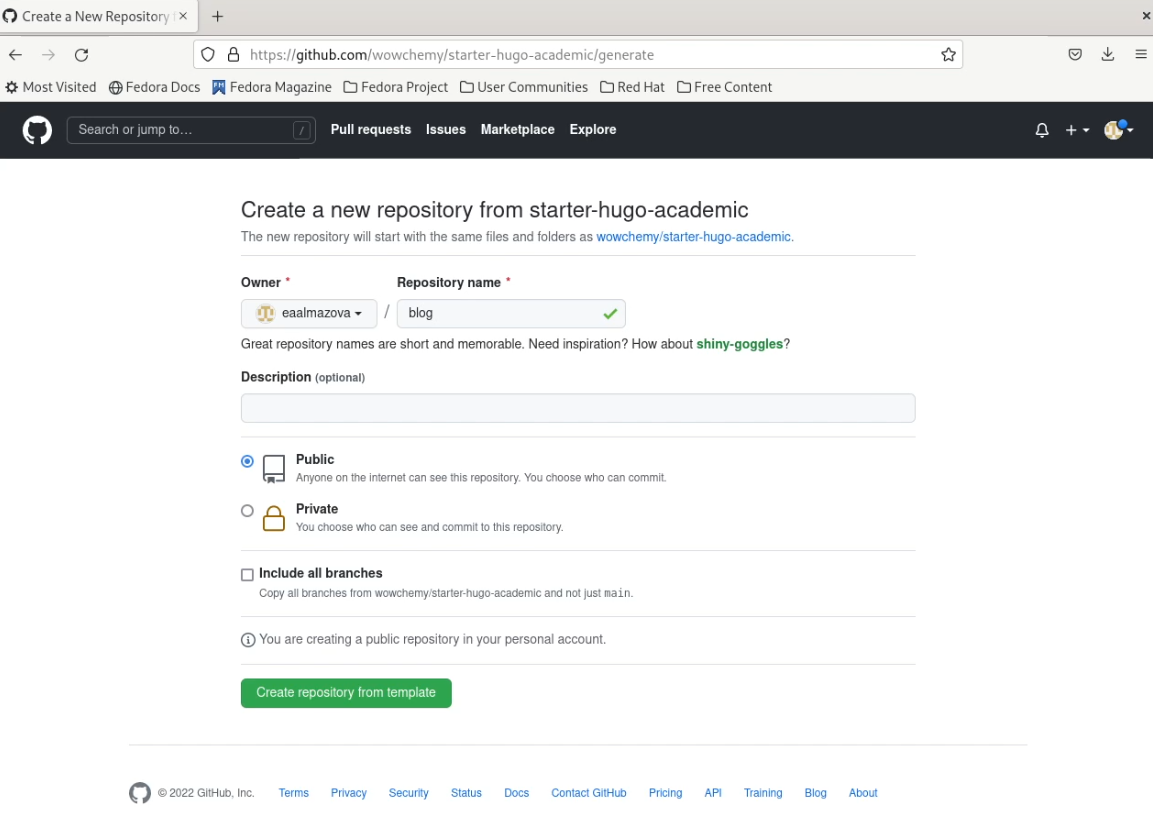 Create a New Repository
https://github.com/wowchemy/starter-hugo-academic/generate
Most Visited Fedora Docs Fedora Magazine Fedora Project User Communities Red Hat Free Content
Search or jump to… / Pull requests Issues Marketplace Explore
Create a new repository from starter-hugo-academic
The new repository will start with the same files and folders as wowchemy/starter-hugo-academic.
Owner * Repository name *
eaalmazova / blog
Great repository names are short and memorable. Need inspiration? How about shiny-goggles?
Description (optional)
Public
Anyone on the internet can see this repository. You choose who can commit.
Private
You choose who can see and commit to this repository.
Include all branches
Copy all branches from wowchemy/starter-hugo-academic and not just main.
You are creating a public repository in your personal account.
Create repository from template
© 2022 GitHub, Inc. Terms Privacy Security Status Docs Contact GitHub Pricing API Training Blog About